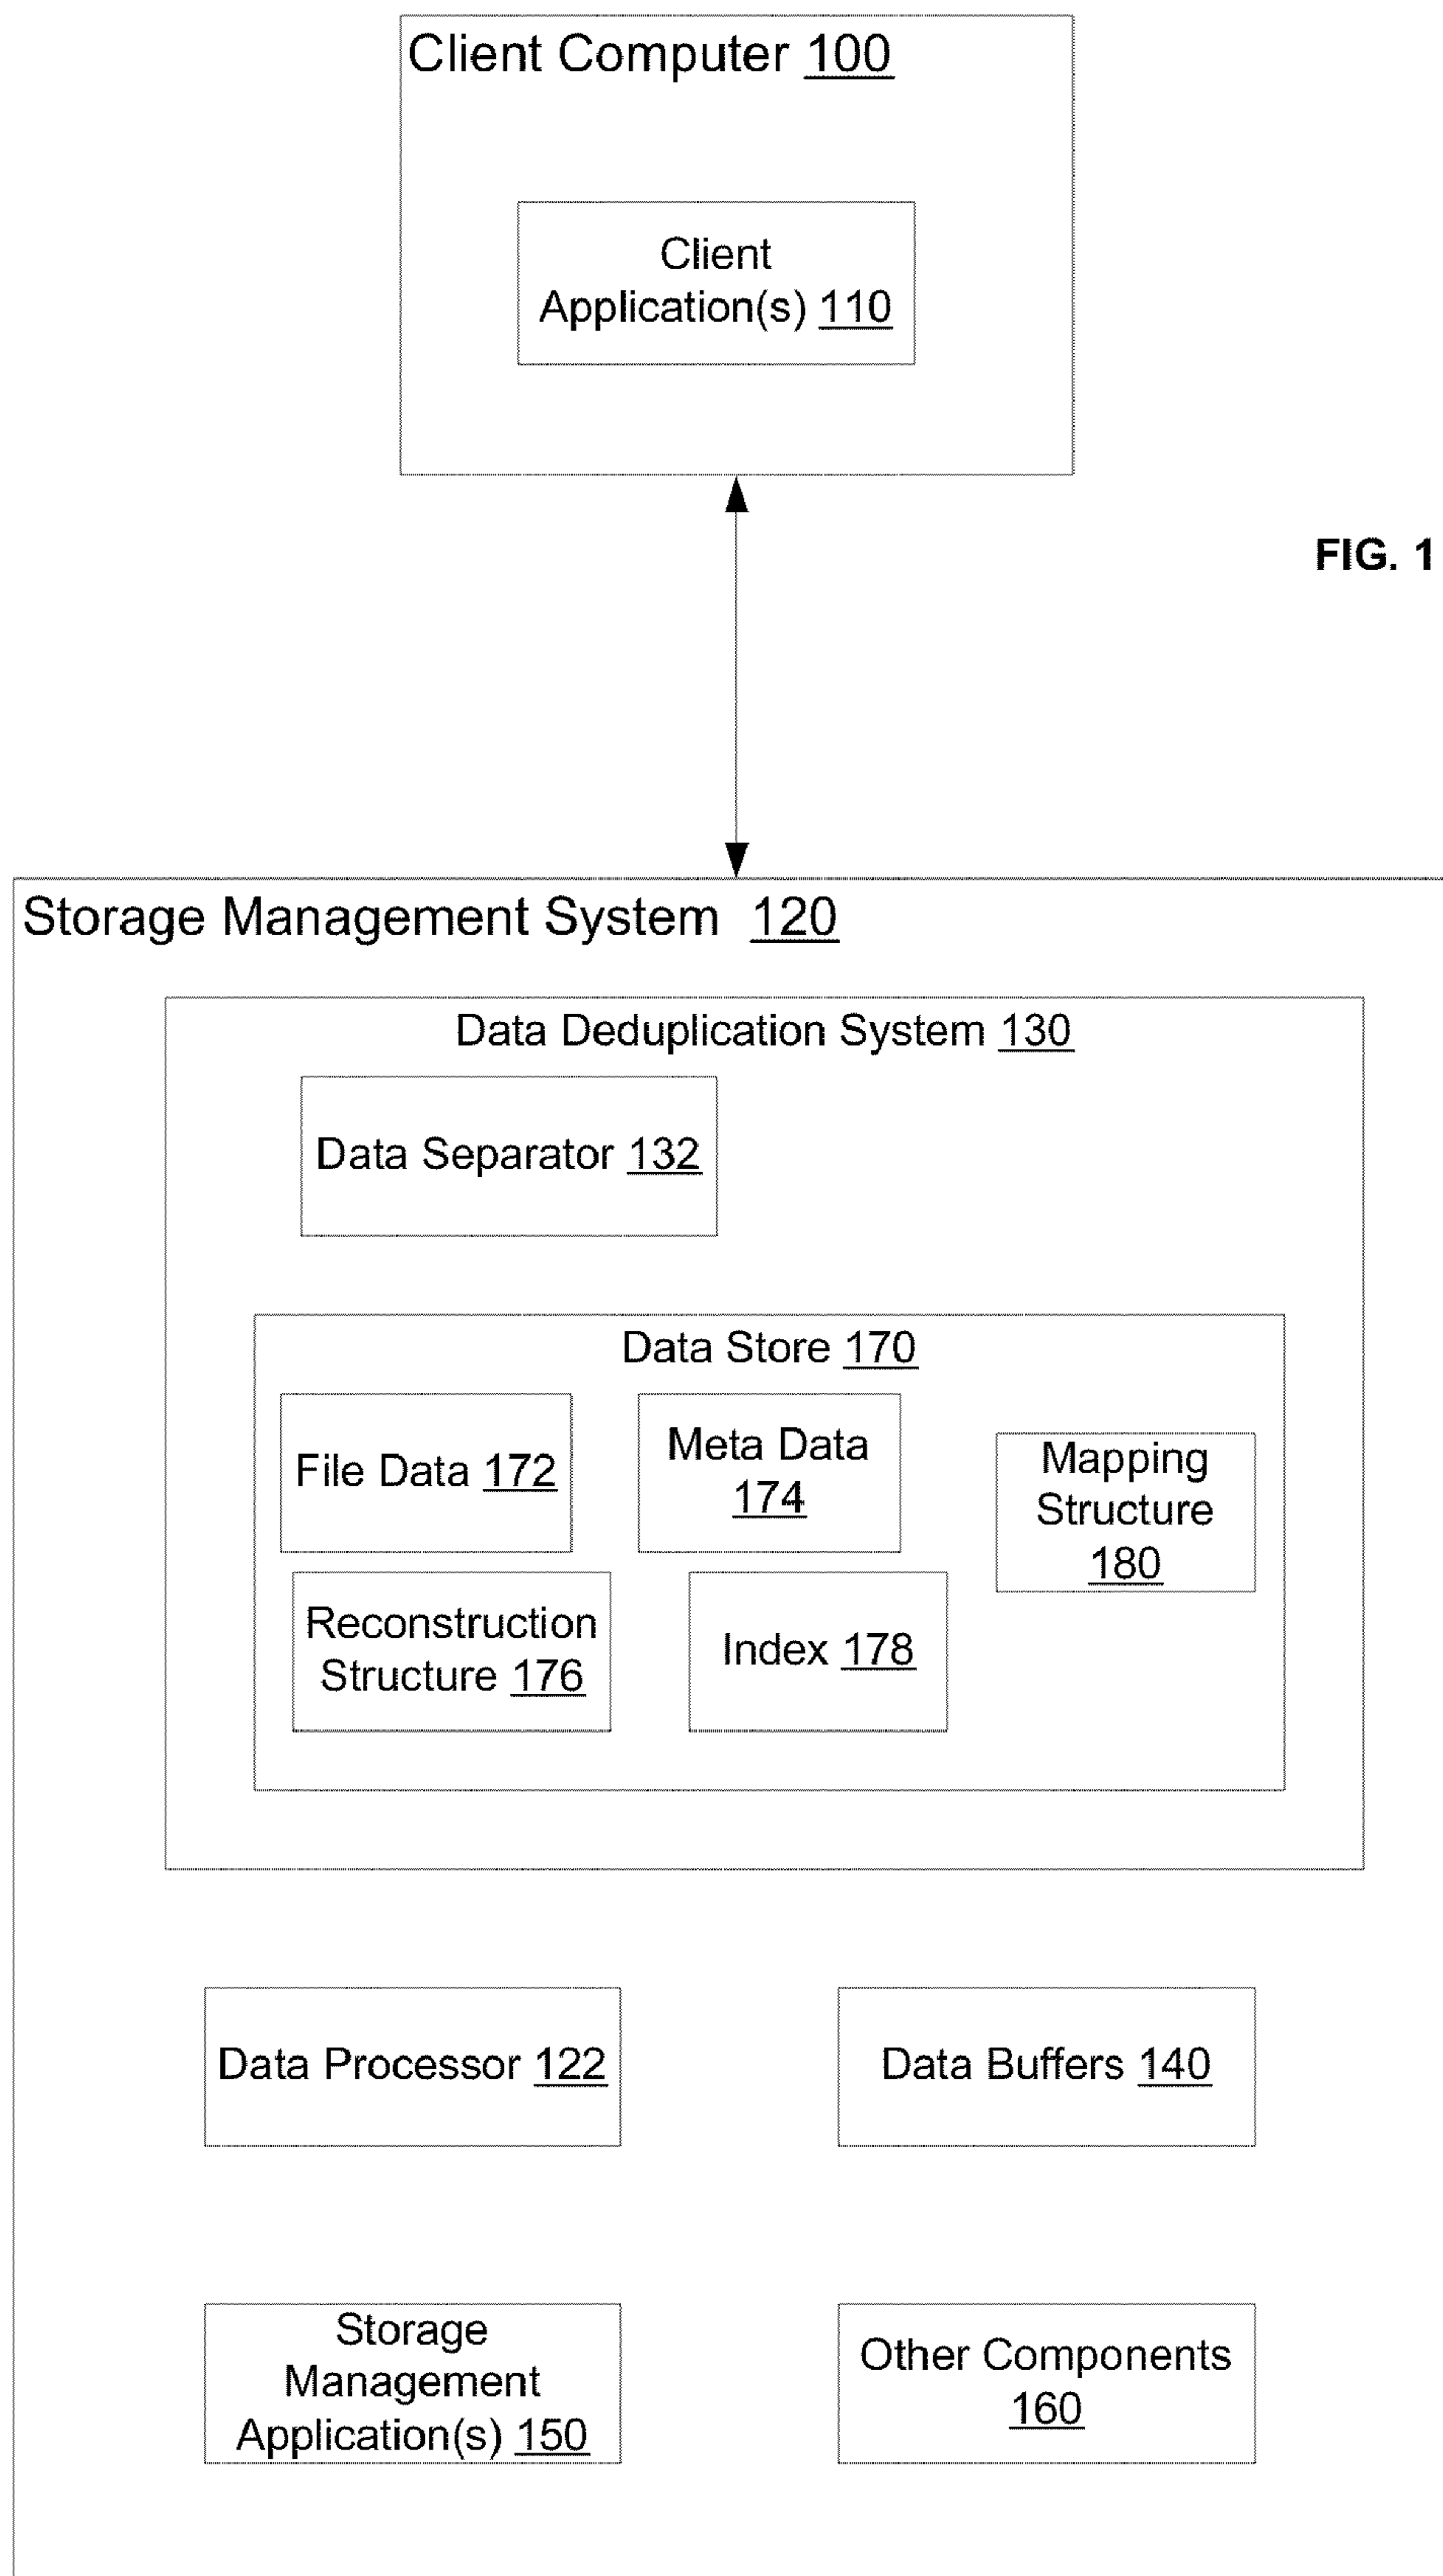 Client Computer 100
Client
Application(s) 110
FIG. 1
Storage Management System 120
Data Deduplication System 130
Data Separator 132
Data Store 170
File Data 172
Meta Data
174
Mapping
Structure
180
Reconstruction
Structure 176
Index 178
Data Processor 122
Data Buffers 140
Storage
Management
Application(s) 150
Other Components
160